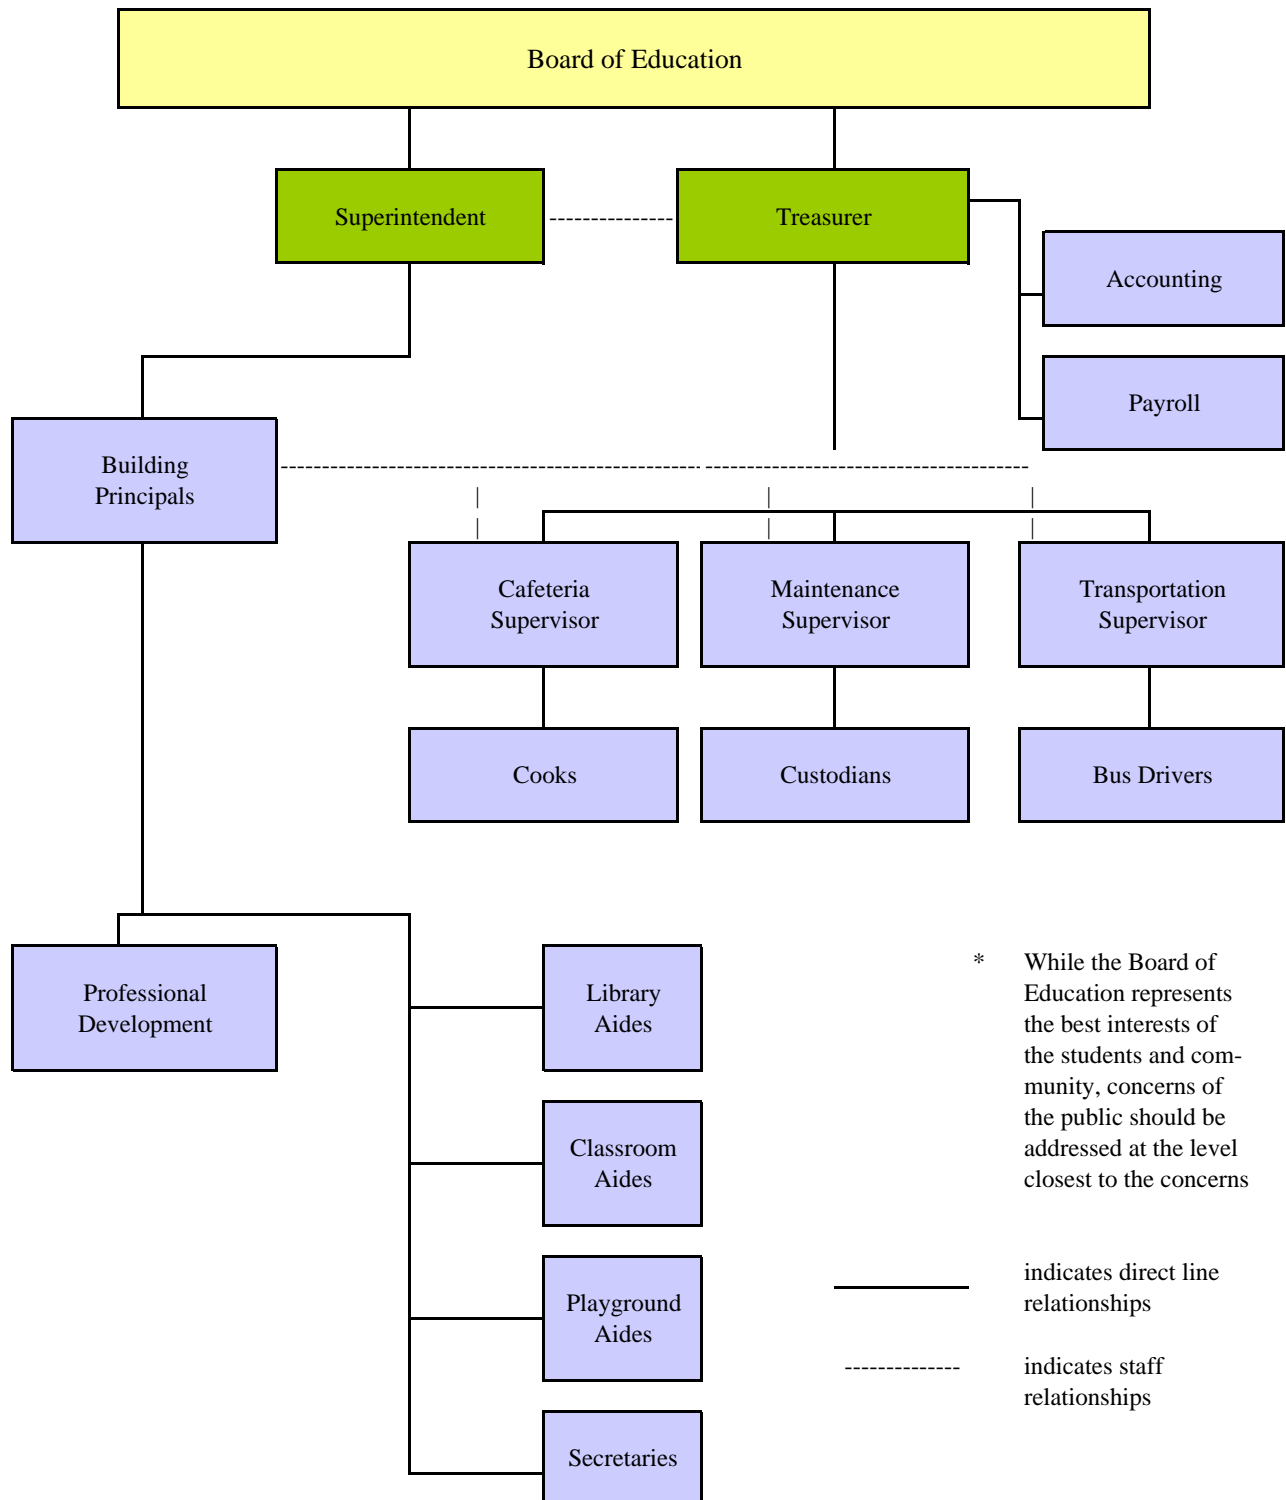 Board of Education
Superintendent
Treasurer
Accounting
Payroll
Building
Principals
Cafeteria
Supervisor
Maintenance
Supervisor
Transportation
Supervisor
Cooks
Custodians
Bus Drivers
Professional
Development
Library
Aides
Classroom
Aides
Playground
Aides
Secretaries
* While the Board of
Education represents
the best interests of
the students and com-
munity, concerns of
the public should be
addressed at the level
closest to the concerns
indicates direct line
relationships
indicates staff
relationships